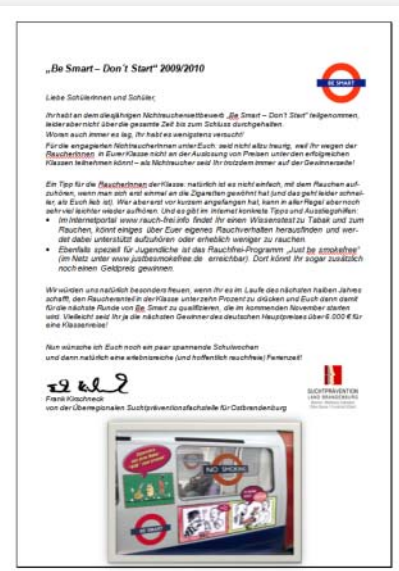 „Be Smart – Don´t Start“ 2009/2010
BE SMART
Liebe Schülerinnen und Schüler,
Ihr habt an dem diesjährigen Nichtraucherwettbewerb „Be Smart – Don't Start“ teilgenommen,
leider aber nicht über die gesamte Zeit bis zum Schluss durchgehalten.
Woran auch immer es lag, Ihr habt es wenigstens versucht!
Für die engagierten NichtraucherInnen unter Euch: seid nicht allzu traurig, weil Ihr wegen der
RaucherInnen in Eurer Klasse nicht an der Auslosung von Preisen unter den erfolgreichen
Klassen teilnehmen könnt – als Nichtraucher seid Ihr trotzdem auf der Gewinnerseite!
Ein Tip für die RaucherInnen der Klasse: natürlich ist es nicht einfach, mit dem Rauchen auf-
zuhören, wenn man sich erst einmal an die Zigaretten gewöhnt hat (und das geht leider schnel-
ler, als Euch lieb ist). Wer aber erst vor kurzem angefangen hat, kann in aller Regel aber noch
sehr viel leichter wieder aufhören. Und es gibt im Internet konkrete Tipps und Ausstiegshilfen:
• Im Internetportal www.rauch-frei.info findet Ihr einen Wissenstest zu Tabak und zum
Rauchen, könnt einiges über Euer eigenes Rauchverhalten herausfinden und wer-
det dabei unterstützt aufzuhören oder erheblich weniger zu rauchen.
• Ebenfalls speziell für Jugendliche ist das Rauchfrei-Programm „Just be smokefree“
(im Netz unter www.justbesmokefree.de erreichbar). Dort könnt Ihr sogar zusätzlich
noch einen Geldpreis gewinnen.
Wir würden uns natürlich besonders freuen, wenn Ihr es im Laufe des nächsten halben Jahres
schafft, den Raucheranteil in der Klasse unter zehn Prozent zu drücken und Euch dann damit
für die nächste Runde von Be Smart zu qualifizieren, die im kommenden November starten
wird. Vielleicht seid Ihr ja die nächsten Gewinner des deutschen Hauptpreises über 5.000 € für
eine Klassenreise!
Nun wünsche ich Euch noch ein paar spannende Schulwochen
und dann natürlich eine erlebnisreiche (und hoffentlich rauchfreie) Ferienzeit!
Frank Kirschneck
von der Überregionalen Suchtpräventionsfachstelle für Ostbrandenburg
SUCHTPRÄVENTION
LAND BRANDENBURG
NO SMOKING
BE SMART